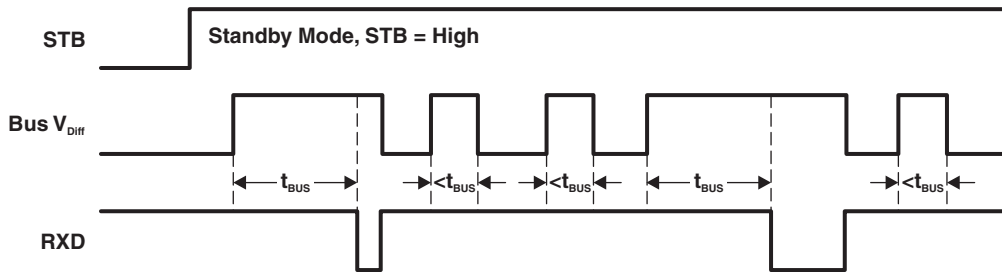 STB
Standby Mode, STB = High
Bus V_Diff
t_BUS <t_BUS <t_BUS t_BUS <t_BUS
RXD